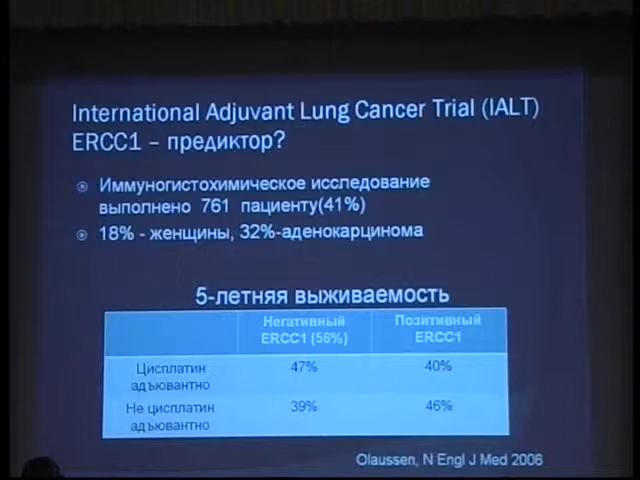 International Adjuvant Lung Cancer Trial (IALT)
ERCC1 – предиктор?
Иммуногистохимическое исследование
выполнено 761 пациенту(41%)
18% - женщины, 32%-аденокарцинома
5-летняя выживаемость
Негативный ERCC1 (56%)
Позитивный ERCC1
Цисплатин адъювантно
47%
40%
Не цисплатин адъювантно
39%
46%
Olaussen, N Engl J Med 2006